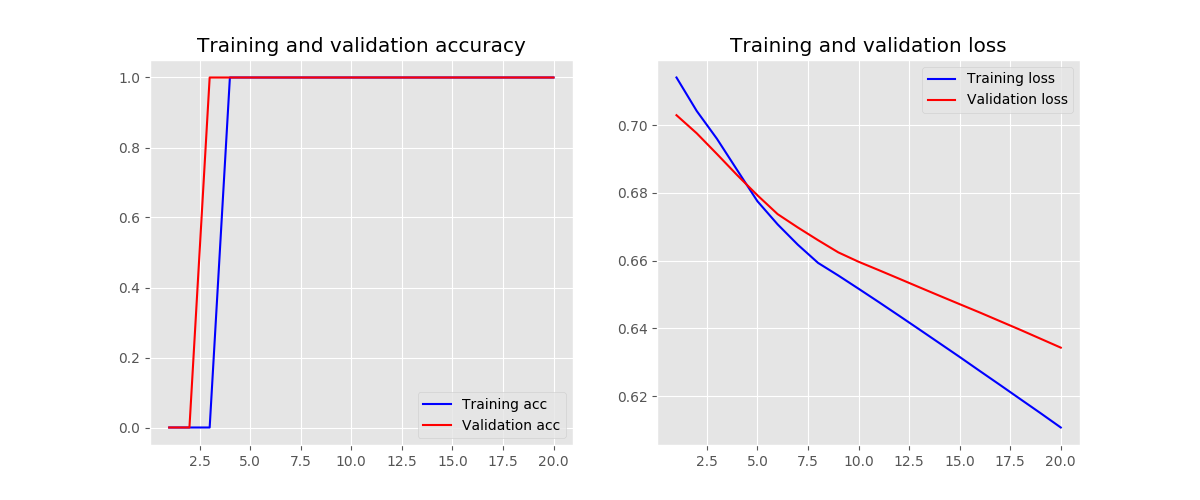 Training and validation accuracy
1.0
0.8
0.6
0.4
0.2
0.0
Training acc
Validation acc
2.5 5.0 7.5 10.0 12.5 15.0 17.5 20.0
Training and validation loss
Training loss
Validation loss
0.70
0.68
0.66
0.64
0.62
2.5 5.0 7.5 10.0 12.5 15.0 17.5 20.0